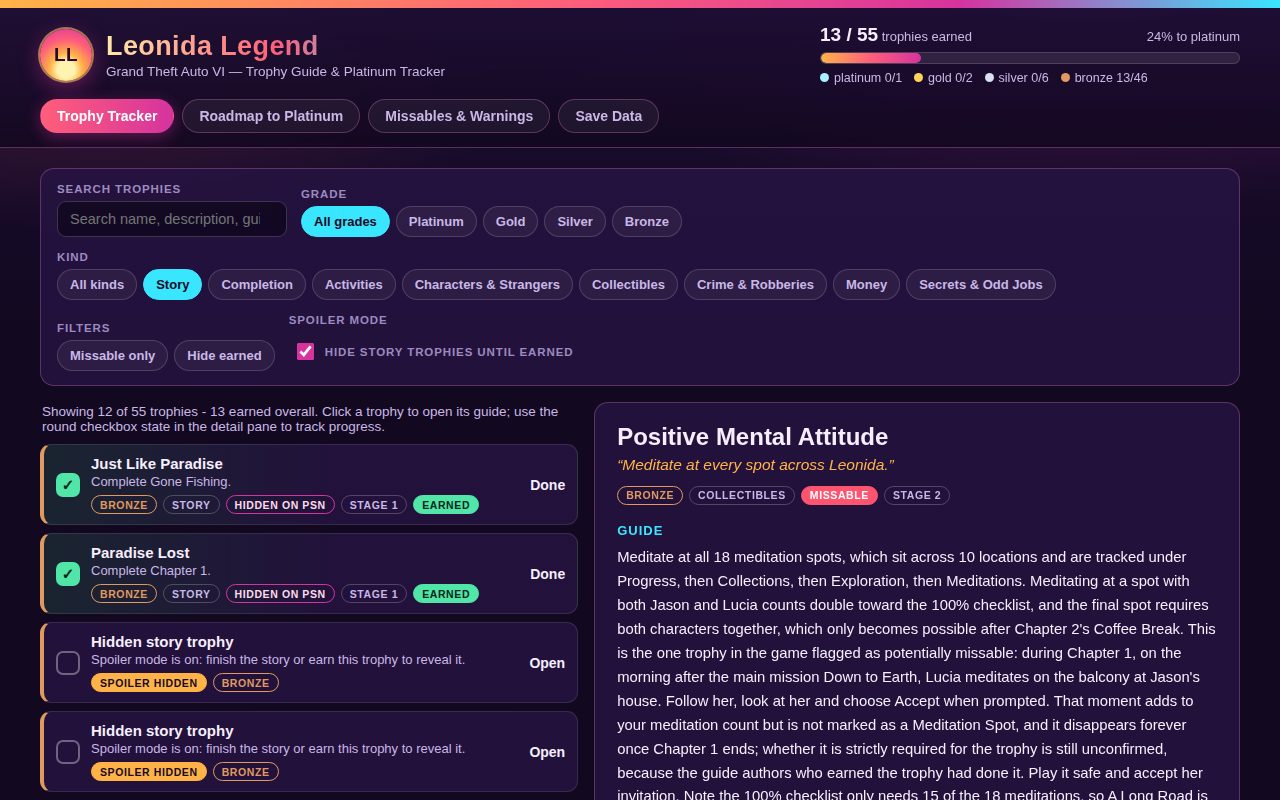 LL
Leonida Legend
Grand Theft Auto VI — Trophy Guide & Platinum Tracker
13 / 55 trophies earned
24% to platinum
platinum 0/1 gold 0/2 silver 0/6 bronze 13/46
Trophy Tracker Roadmap to Platinum Missables & Warnings Save Data
SEARCH TROPHIES
Search name, description, gui
GRADE
All grades Platinum Gold Silver Bronze
KIND
All kinds Story Completion Activities Characters & Strangers Collectibles Crime & Robberies Money Secrets & Odd Jobs
FILTERS
Missable only Hide earned
SPOILER MODE
HIDE STORY TROPHIES UNTIL EARNED
Showing 12 of 55 trophies - 13 earned overall. Click a trophy to open its guide; use the
round checkbox state in the detail pane to track progress.
Just Like Paradise
Complete Gone Fishing.
BRONZE STORY HIDDEN ON PSN STAGE 1 EARNED
Done
Paradise Lost
Complete Chapter 1.
BRONZE STORY HIDDEN ON PSN STAGE 1 EARNED
Done
Hidden story trophy
Spoiler mode is on: finish the story or earn this trophy to reveal it.
SPOILER HIDDEN BRONZE
Open
Hidden story trophy
Spoiler mode is on: finish the story or earn this trophy to reveal it.
SPOILER HIDDEN BRONZE
Open
Positive Mental Attitude
“Meditate at every spot across Leonida.”
BRONZE COLLECTIBLES MISSABLE STAGE 2
GUIDE
Meditate at all 18 meditation spots, which sit across 10 locations and are tracked under
Progress, then Collections, then Exploration, then Meditations. Meditating at a spot with
both Jason and Lucia counts double toward the 100% checklist, and the final spot requires
both characters together, which only becomes possible after Chapter 2's Coffee Break. This
is the one trophy in the game flagged as potentially missable: during Chapter 1, on the
morning after the main mission Down to Earth, Lucia meditates on the balcony at Jason's
house. Follow her, look at her and choose Accept when prompted. That moment adds to
your meditation count but is not marked as a Meditation Spot, and it disappears forever
once Chapter 1 ends; whether it is strictly required for the trophy is still unconfirmed,
because the guide authors who earned the trophy had done it. Play it safe and accept her
invitation. Note the 100% checklist only needs 15 of the 18 meditations, so A Long Road is